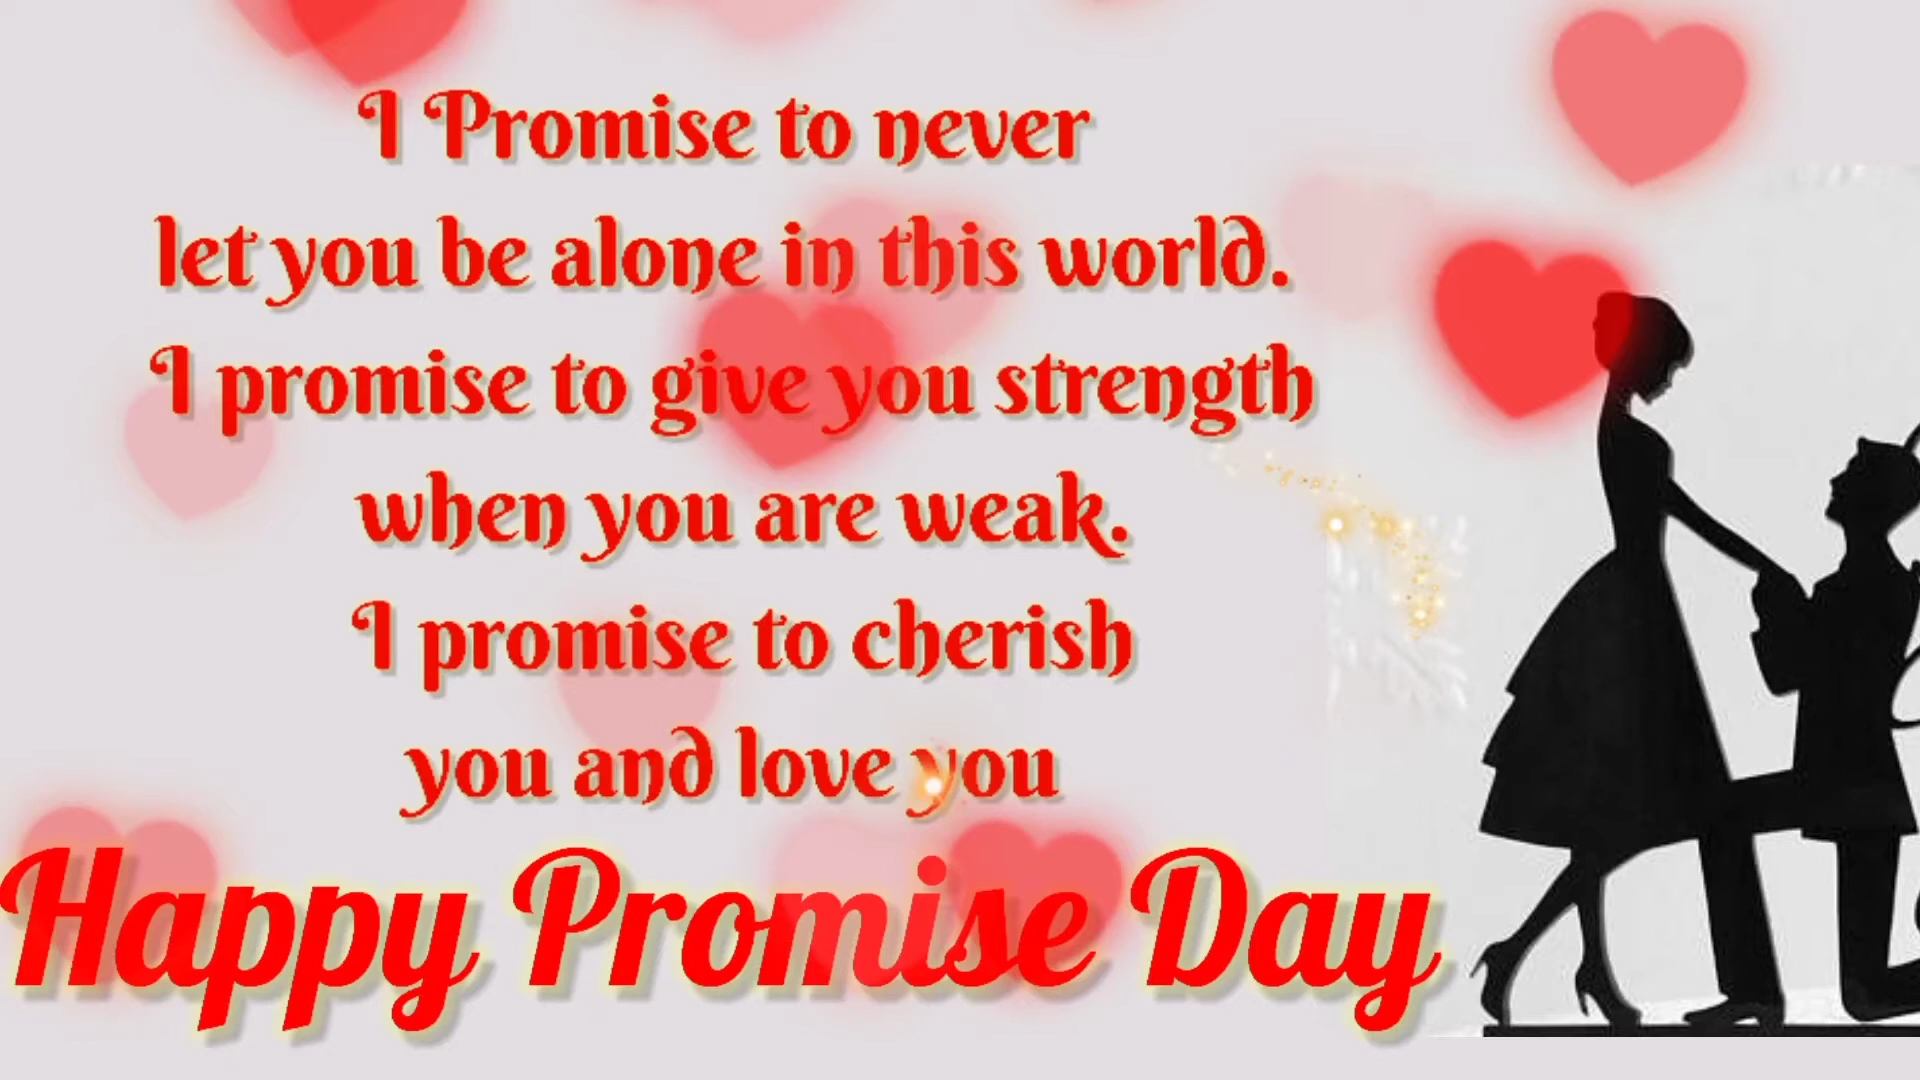 I Promise to never
let you be alone in this world.
I promise to give you strength
when you are weak.
I promise to cherish
you and love you
Happy Promise Day